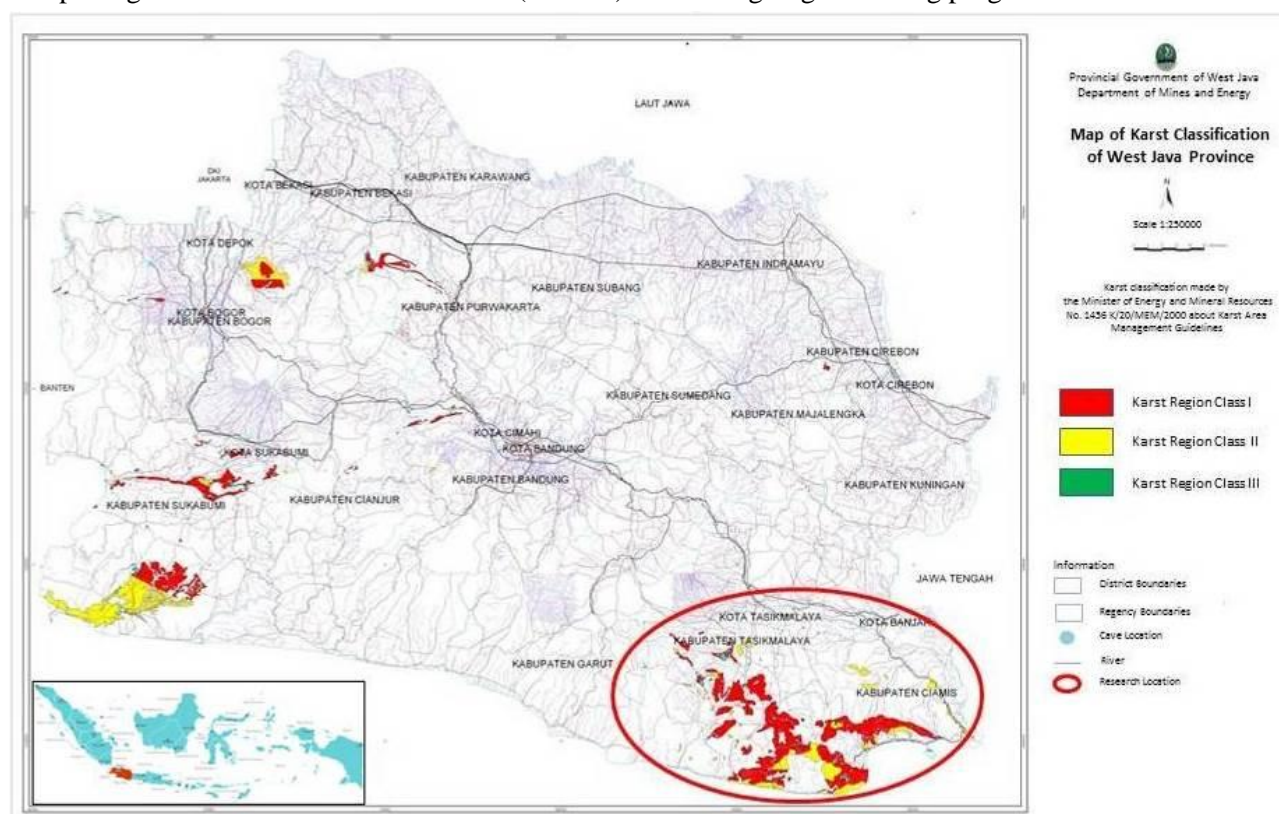 LAUT JAWA
DKI
JAKARTA
KOTA BEKASI
KABUPATEN BEKASI
KABUPATEN KARAWANG
KOTA DEPOK
KABUPATEN INDRAMAYU
KABUPATEN SUBANG
KABUPATEN PURWAKARTA
KOTA BOGOR
KABUPATEN BOGOR
KABUPATEN CIREBON
KOTA CIREBON
BANTEN
KABUPATEN SUMEDANG
KABUPATEN MAJALENGKA
KOTA CIMAHI
KOTA BANDUNG
KOTA SUKABUMI
KABUPATEN BANDUNG
KABUPATEN KUNINGAN
KABUPATEN CIANJUR
KABUPATEN SUKABUMI
JAWA TENGAH
KOTA TASIKMALAYA
KOTA BANJAR
KABUPATEN TASIKMALAYA
KABUPATEN GARUT
KABUPATEN CIAMIS
Provincial Government of West Java
Department of Mines and Energy
Map of Karst Classification
of West Java Province
N
Scale 1:250000
Karst classification made by
the Minister of Energy and Mineral Resources
No. 1456 K/20/MEM/2000 about Karst Area
Management Guidelines
Karst Region Class I
Karst Region Class II
Karst Region Class III
Information
District Boundaries
Regency Boundaries
Cave Location
River
Research Location